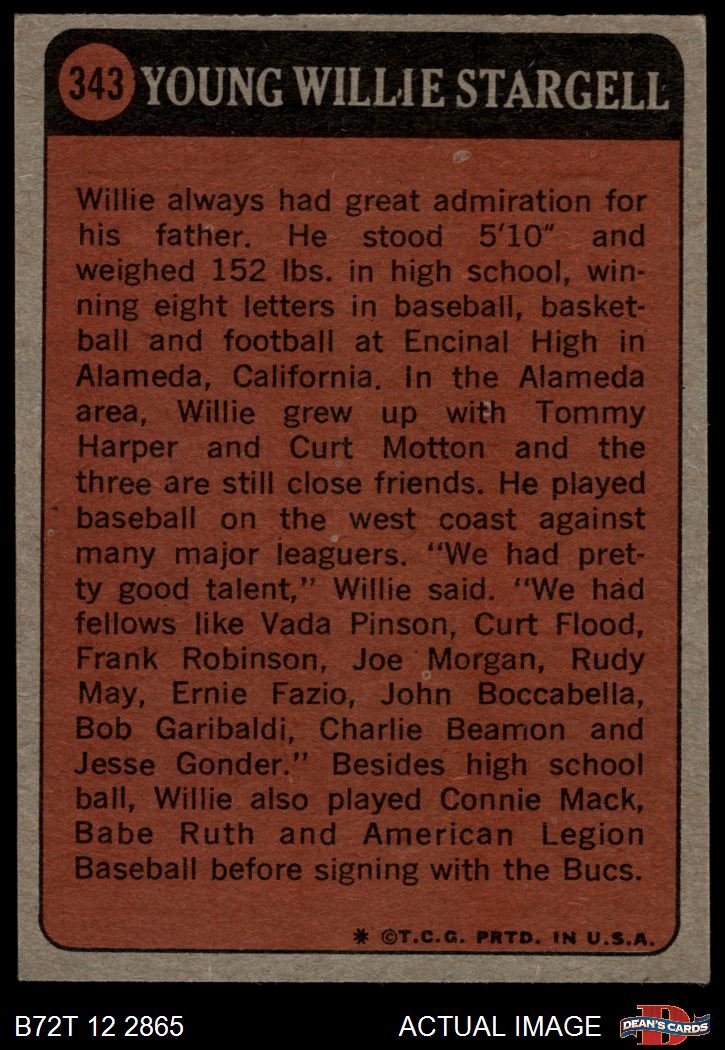 343 YOUNG WILLIE STARGELL
Willie always had great admiration for
his father. He stood 5'10" and
weighed 152 lbs. in high school, win-
ning eight letters in baseball, basket-
ball and football at Encinal High in
Alameda, California. In the Alameda
area, Willie grew up with Tommy
Harper and Curt Motton and the
three are still close friends. He played
baseball on the west coast against
many major leaguers. "We had pret-
ty good talent," Willie said. "We had
fellows like Vada Pinson, Curt Flood,
Frank Robinson, Joe Morgan, Rudy
May, Ernie Fazio, John Boccabella,
Bob Garibaldi, Charlie Beamon and
Jesse Gonder." Besides high school
ball, Willie also played Connie Mack,
Babe Ruth and American Legion
Baseball before signing with the Bucs.
* ©T.C.G. PRTD. IN U.S.A.
B72T 12 2865 ACTUAL IMAGE D DEAN'S CARDS